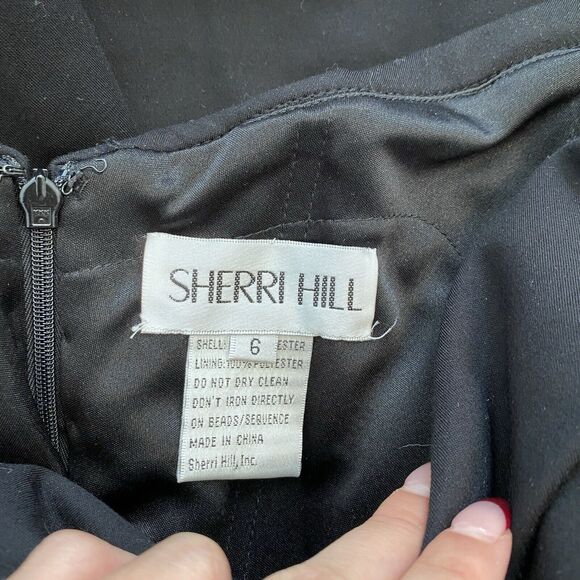 SHERRI HILL
6
SHELL: ESTER
LINING:100% POLYESTER
DO NOT DRY CLEAN
DON'T IRON DIRECTLY
ON BEADS/SEQUENCE
MADE IN CHINA
Sherri Hill, Inc.